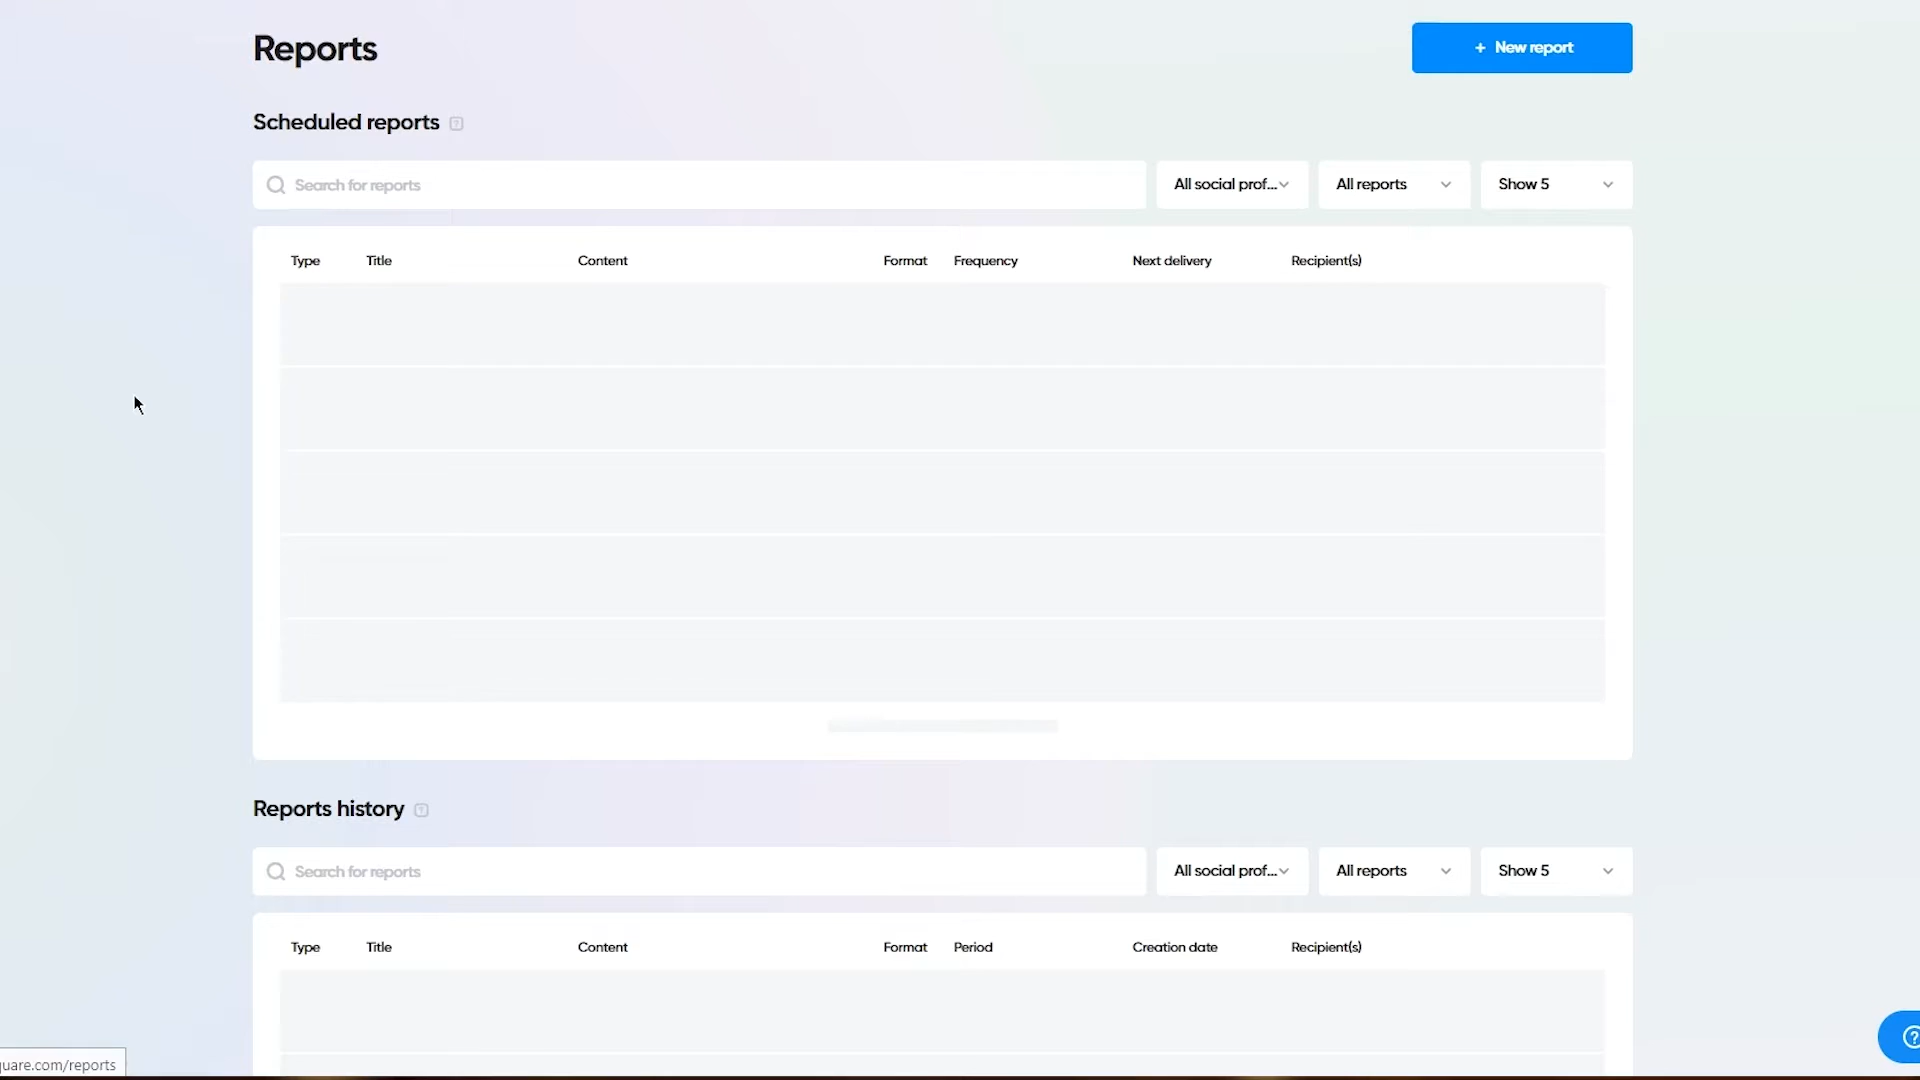 Reports
+ New report
Scheduled reports
Search for reports
All social prof...
All reports
Show 5
Type Title Content Format Frequency Next delivery Recipient(s)
Reports history
Search for reports
All social prof...
All reports
Show 5
Type Title Content Format Period Creation date Recipient(s)
quare.com/reports